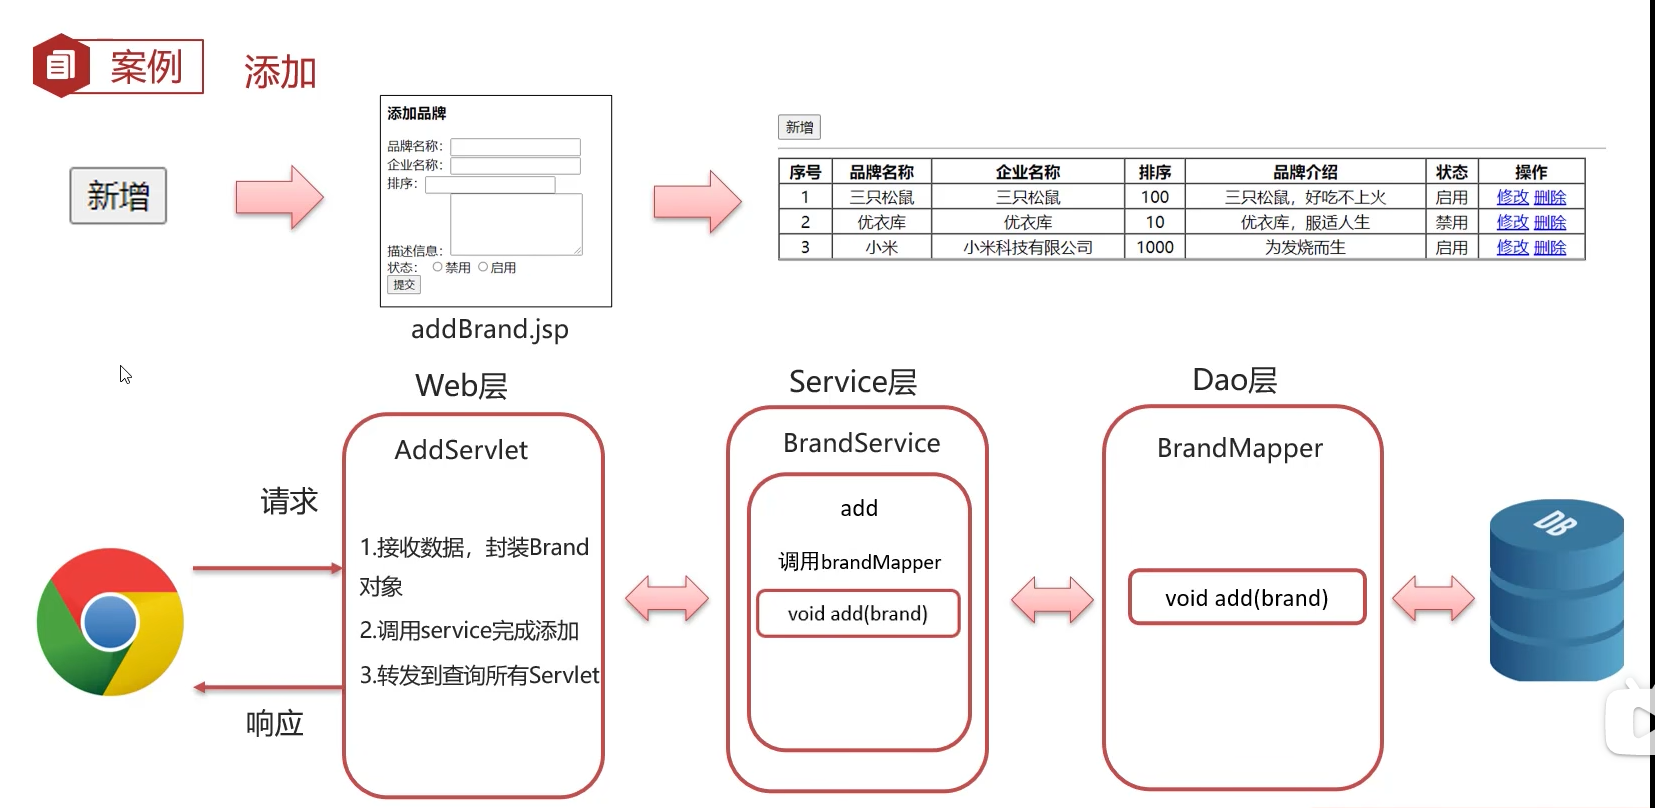 案例
添加
新增
添加品牌
品牌名称：
企业名称：
排序：
描述信息：
状态： 禁用 启用
提交
addBrand.jsp
新增
序号 品牌名称 企业名称 排序 品牌介绍 状态 操作
1 三只松鼠 三只松鼠 100 三只松鼠，好吃不上火 启用 修改 删除
2 优衣库 优衣库 10 优衣库，服适人生 禁用 修改 删除
3 小米 小米科技有限公司 1000 为发烧而生 启用 修改 删除
请求
响应
Web层
AddServlet
1.接收数据，封装Brand
对象
2.调用service完成添加
3.转发到查询所有Servlet
Service层
BrandService
add
调用brandMapper
void add(brand)
Dao层
BrandMapper
void add(brand)
DB